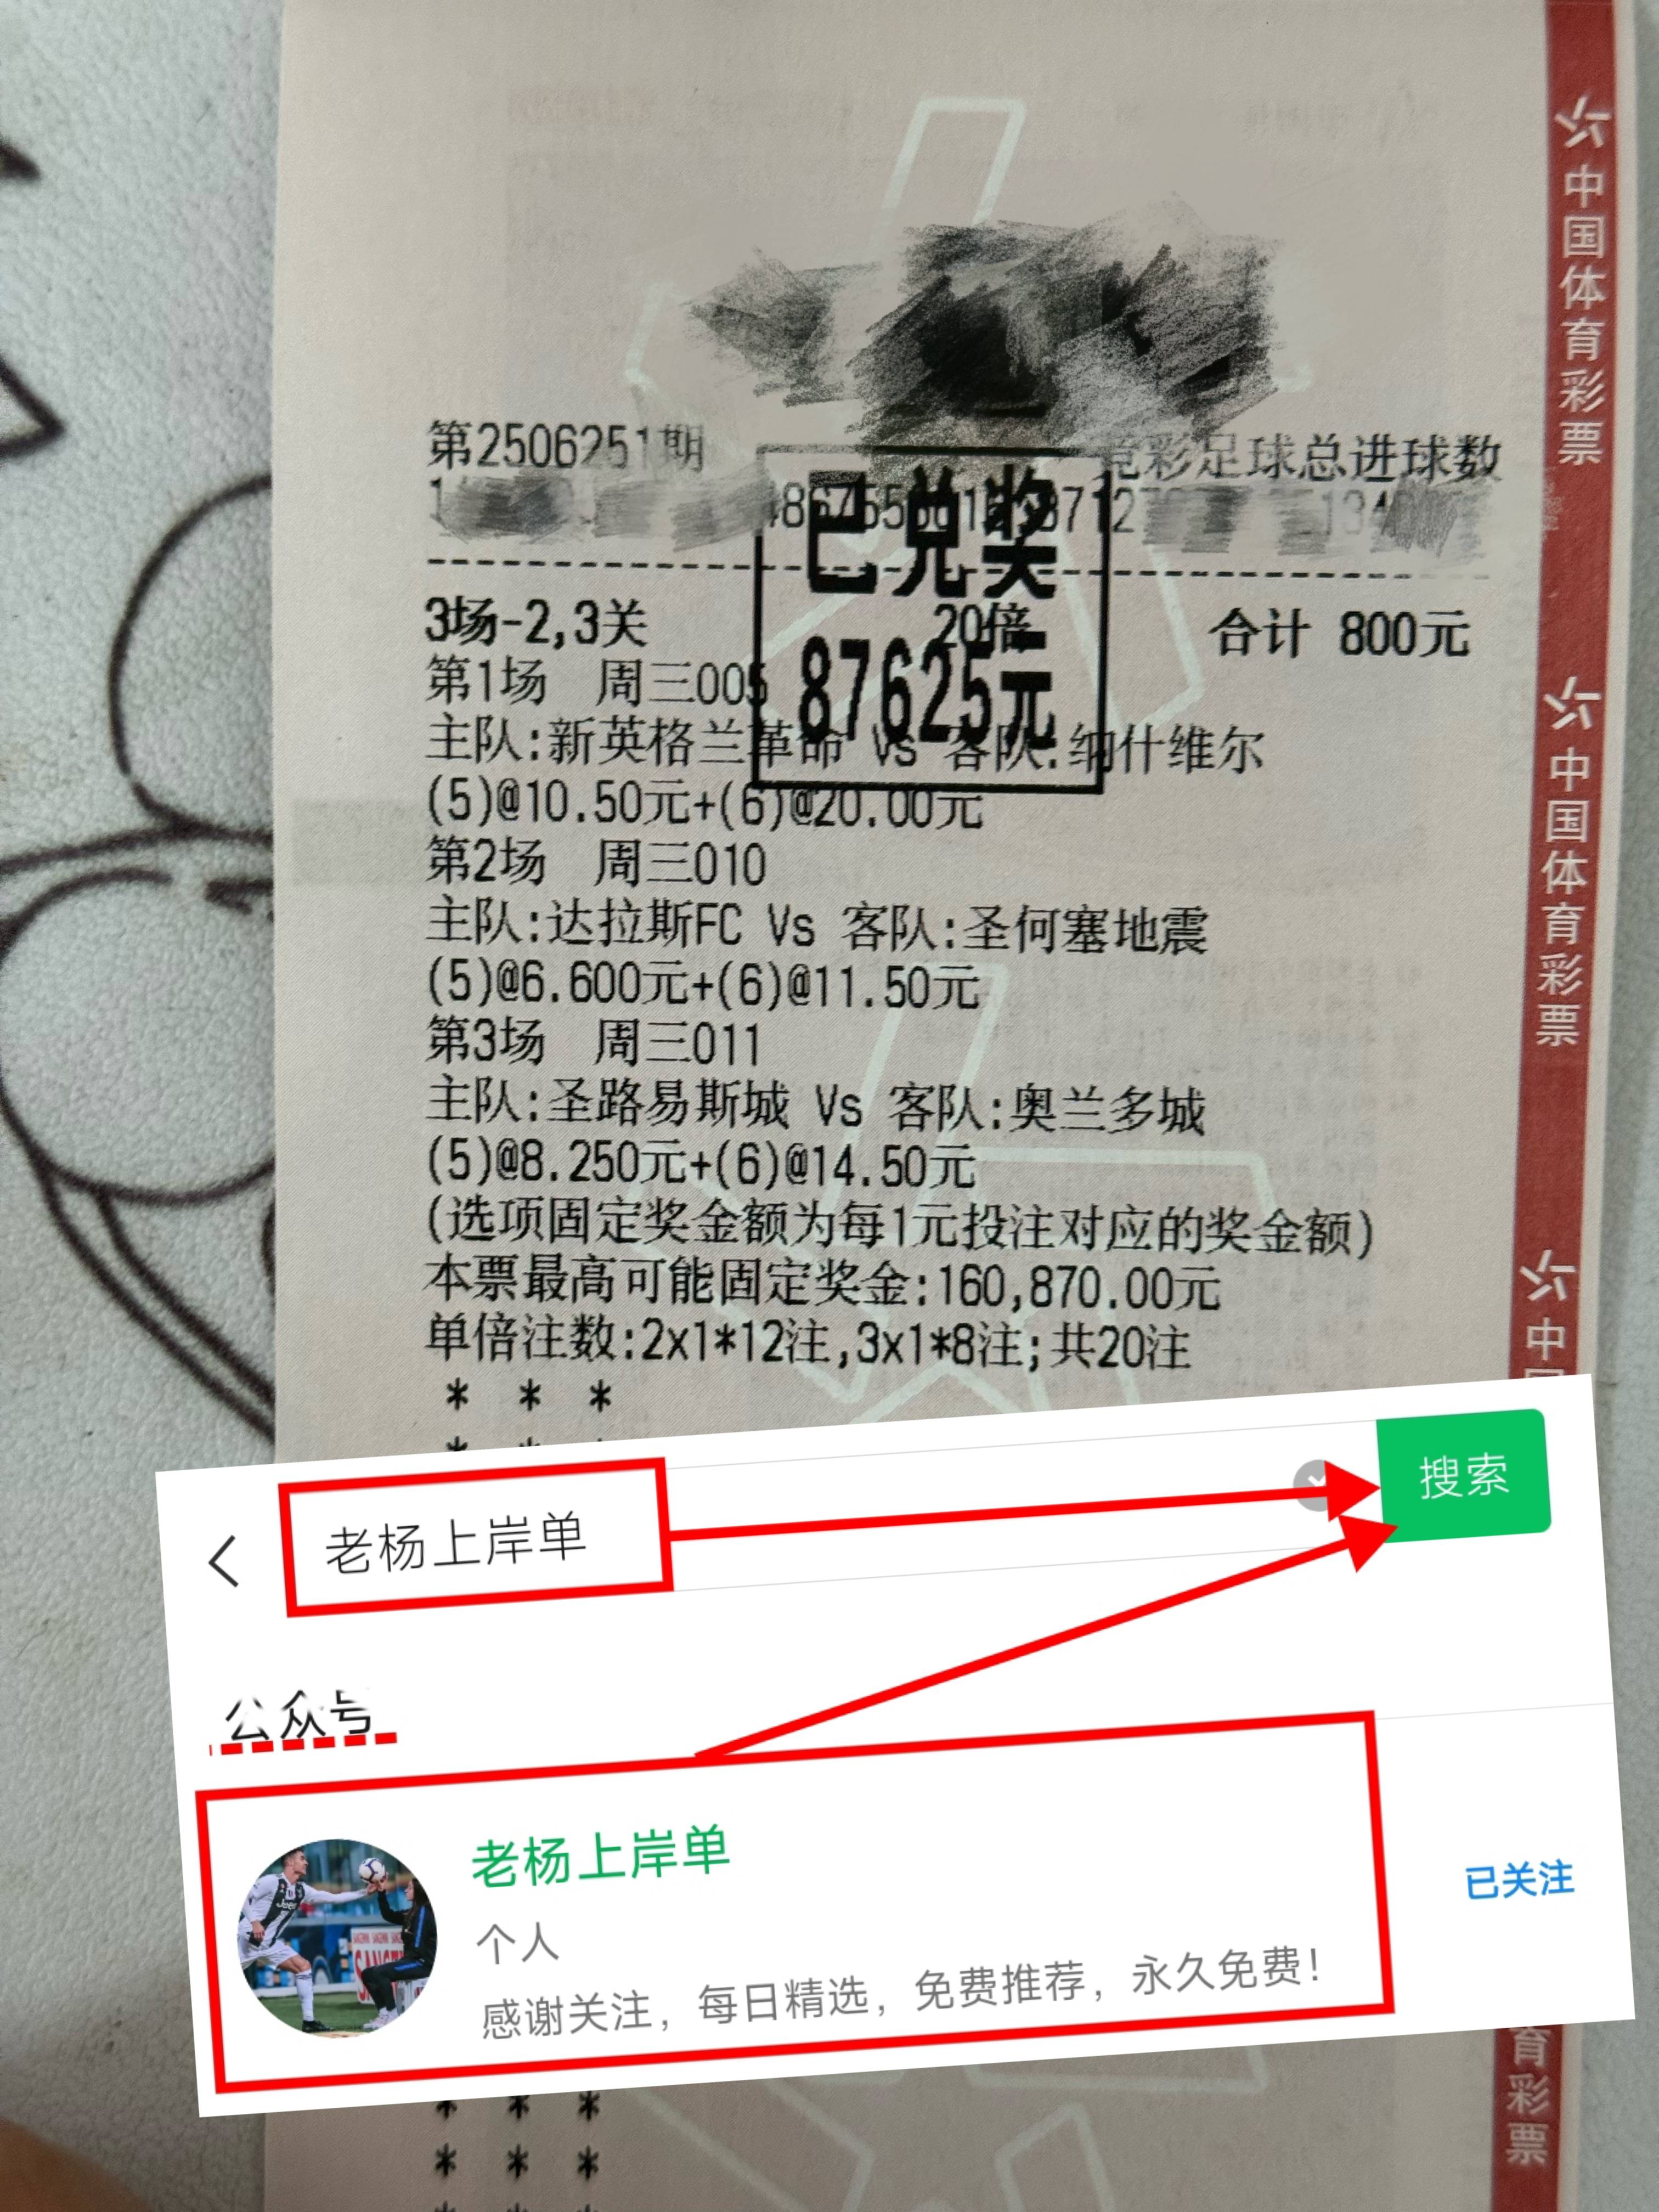 第2506251期 竞彩足球总进球数
已兑奖
3场-2,3关 20倍 合计 800元
87625元
第1场 周三005
主队:新英格兰革命 Vs 客队:纳什维尔
(5)@10.50元+(6)@20.00元
第2场 周三010
主队:达拉斯FC Vs 客队:圣何塞地震
(5)@6.600元+(6)@11.50元
第3场 周三011
主队:圣路易斯城 Vs 客队:奥兰多城
(5)@8.250元+(6)@14.50元
(选项固定奖金额为每1元投注对应的奖金额)
本票最高可能固定奖金:160,870.00元
单倍注数:2x1*12注,3x1*8注;共20注
* * *
老杨上岸单 搜索
公众号
老杨上岸单
个人
已关注
感谢关注，每日精选，免费推荐，永久免费！
* * *
* * *
中国体育彩票
中国体育彩票
中
育彩票